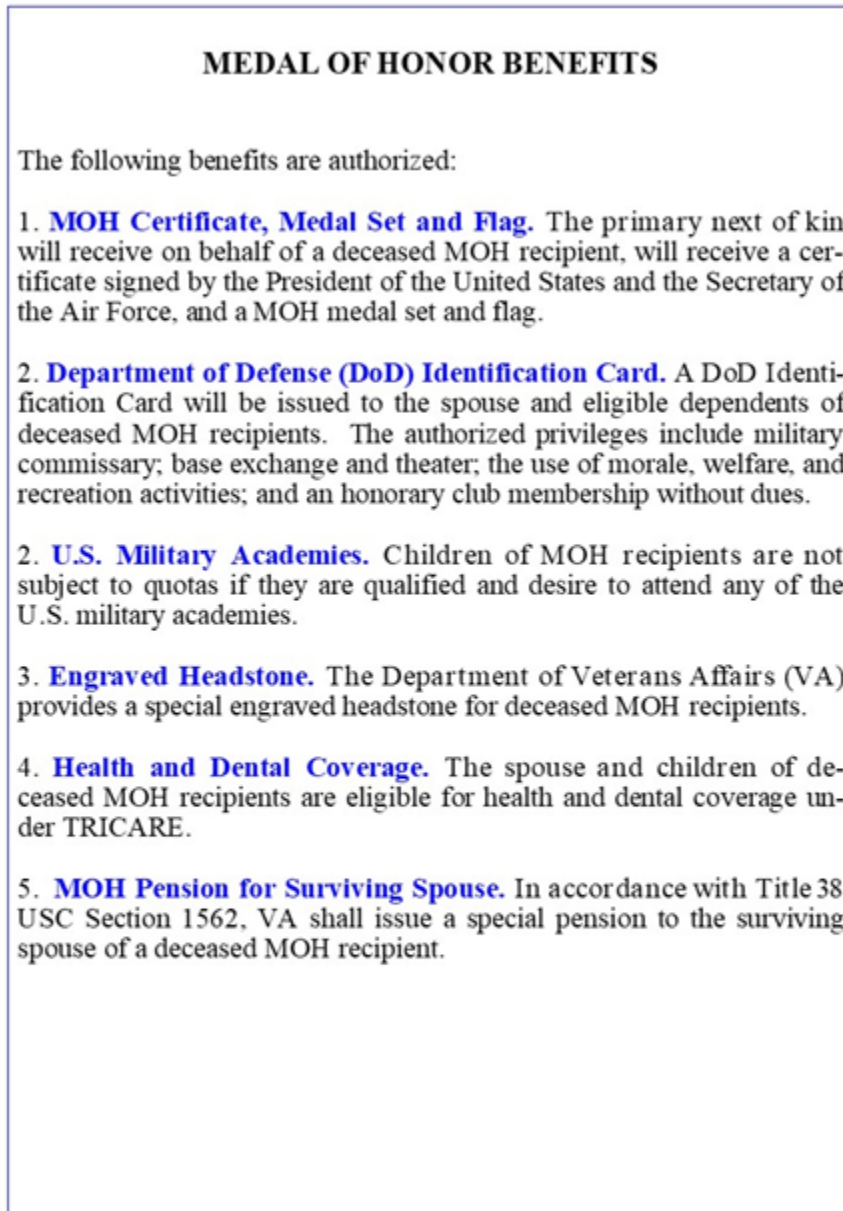 MEDAL OF HONOR BENEFITS
The following benefits are authorized:
1. MOH Certificate, Medal Set and Flag. The primary next of kin
will receive on behalf of a deceased MOH recipient, will receive a cer-
tificate signed by the President of the United States and the Secretary of
the Air Force, and a MOH medal set and flag.
2. Department of Defense (DoD) Identification Card. A DoD Identi-
fication Card will be issued to the spouse and eligible dependents of
deceased MOH recipients. The authorized privileges include military
commissary; base exchange and theater; the use of morale, welfare, and
recreation activities; and an honorary club membership without dues.
2. U.S. Military Academies. Children of MOH recipients are not
subject to quotas if they are qualified and desire to attend any of the
U.S. military academies.
3. Engraved Headstone. The Department of Veterans Affairs (VA)
provides a special engraved headstone for deceased MOH recipients.
4. Health and Dental Coverage. The spouse and children of de-
ceased MOH recipients are eligible for health and dental coverage un-
der TRICARE.
5. MOH Pension for Surviving Spouse. In accordance with Title 38
USC Section 1562, VA shall issue a special pension to the surviving
spouse of a deceased MOH recipient.